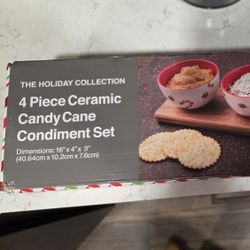 THE HOLIDAY COLLECTION
4 Piece Ceramic
Candy Cane
Condiment Set
Dimensions: 16" x 4" x 3"
(40.64cm x 10.2cm x 7.6cm)